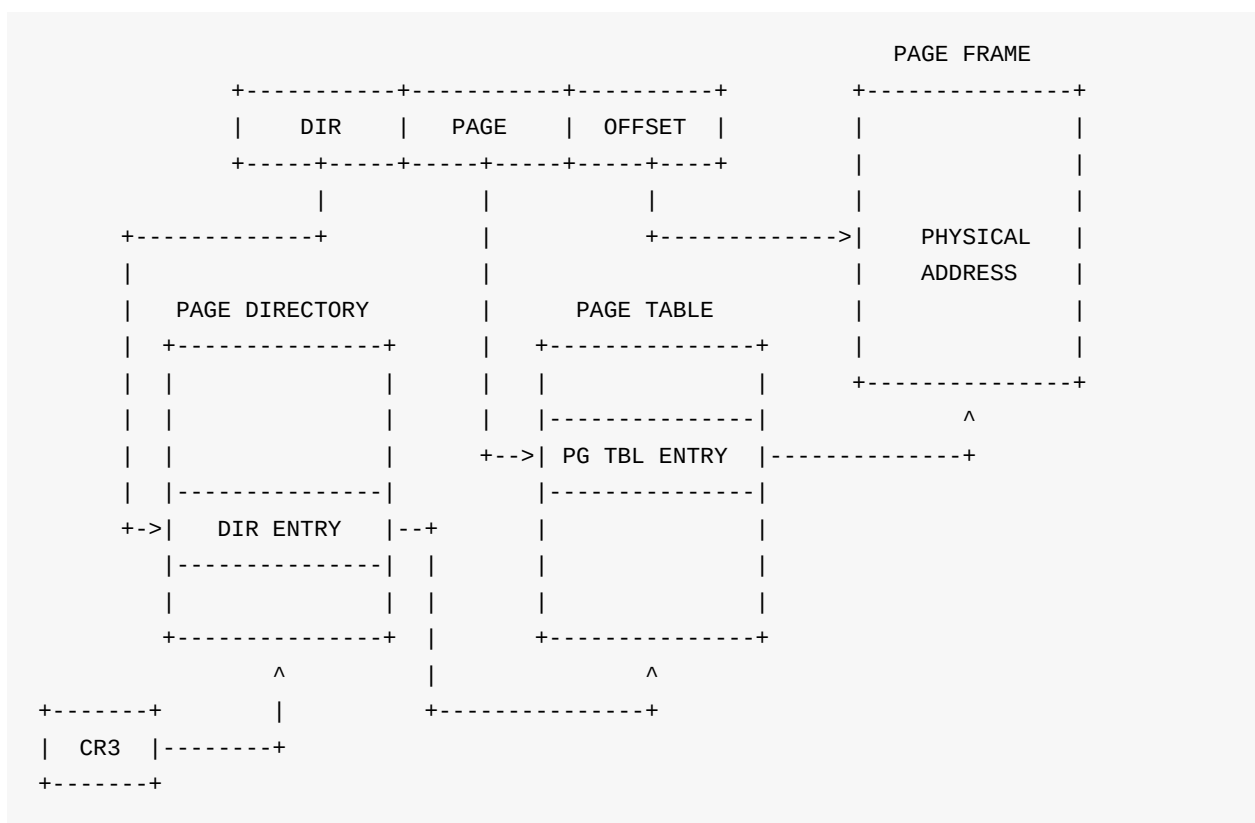 PAGE FRAME
DIR PAGE OFFSET
PHYSICAL
ADDRESS
PAGE DIRECTORY PAGE TABLE
PG TBL ENTRY
DIR ENTRY
CR3